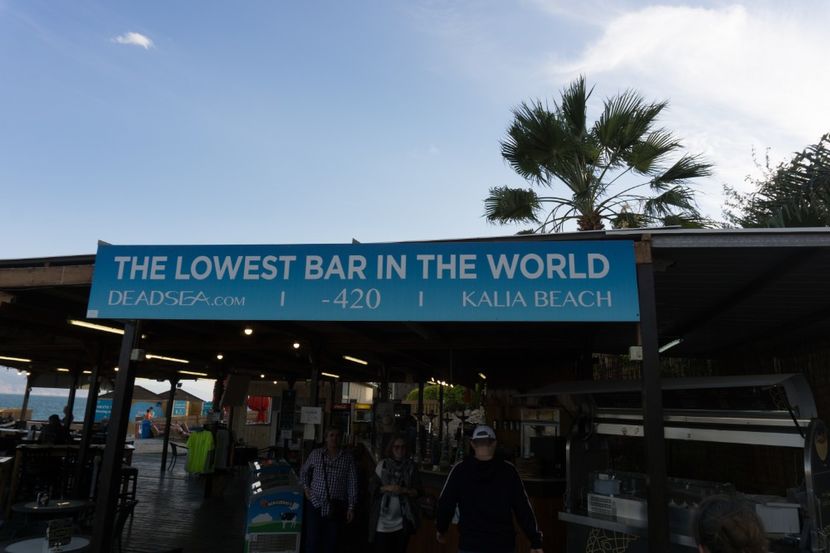 THE LOWEST BAR IN THE WORLD
DEADSEA.COM | -420 | KALIA BEACH